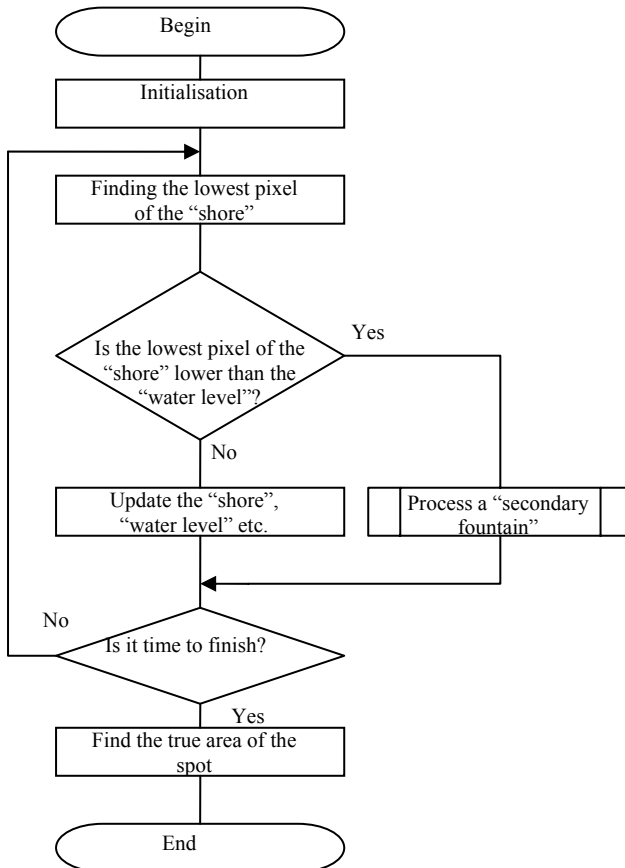 Begin
Initialisation
Finding the lowest pixel
of the “shore”
Yes
Is the lowest pixel of the
“shore” lower than the
“water level”?
No
Update the “shore”,
“water level” etc.
Process a “secondary
fountain”
No
Is it time to finish?
Yes
Find the true area of the
spot
End